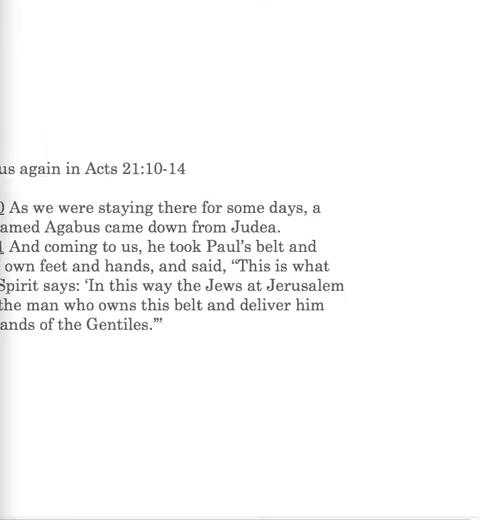 us again in Acts 21:10-14
As we were staying there for some days, a
amed Agabus came down from Judea.
And coming to us, he took Paul's belt and
own feet and hands, and said, “This is what
Spirit says: ‘In this way the Jews at Jerusalem
the man who owns this belt and deliver him
ands of the Gentiles.’”